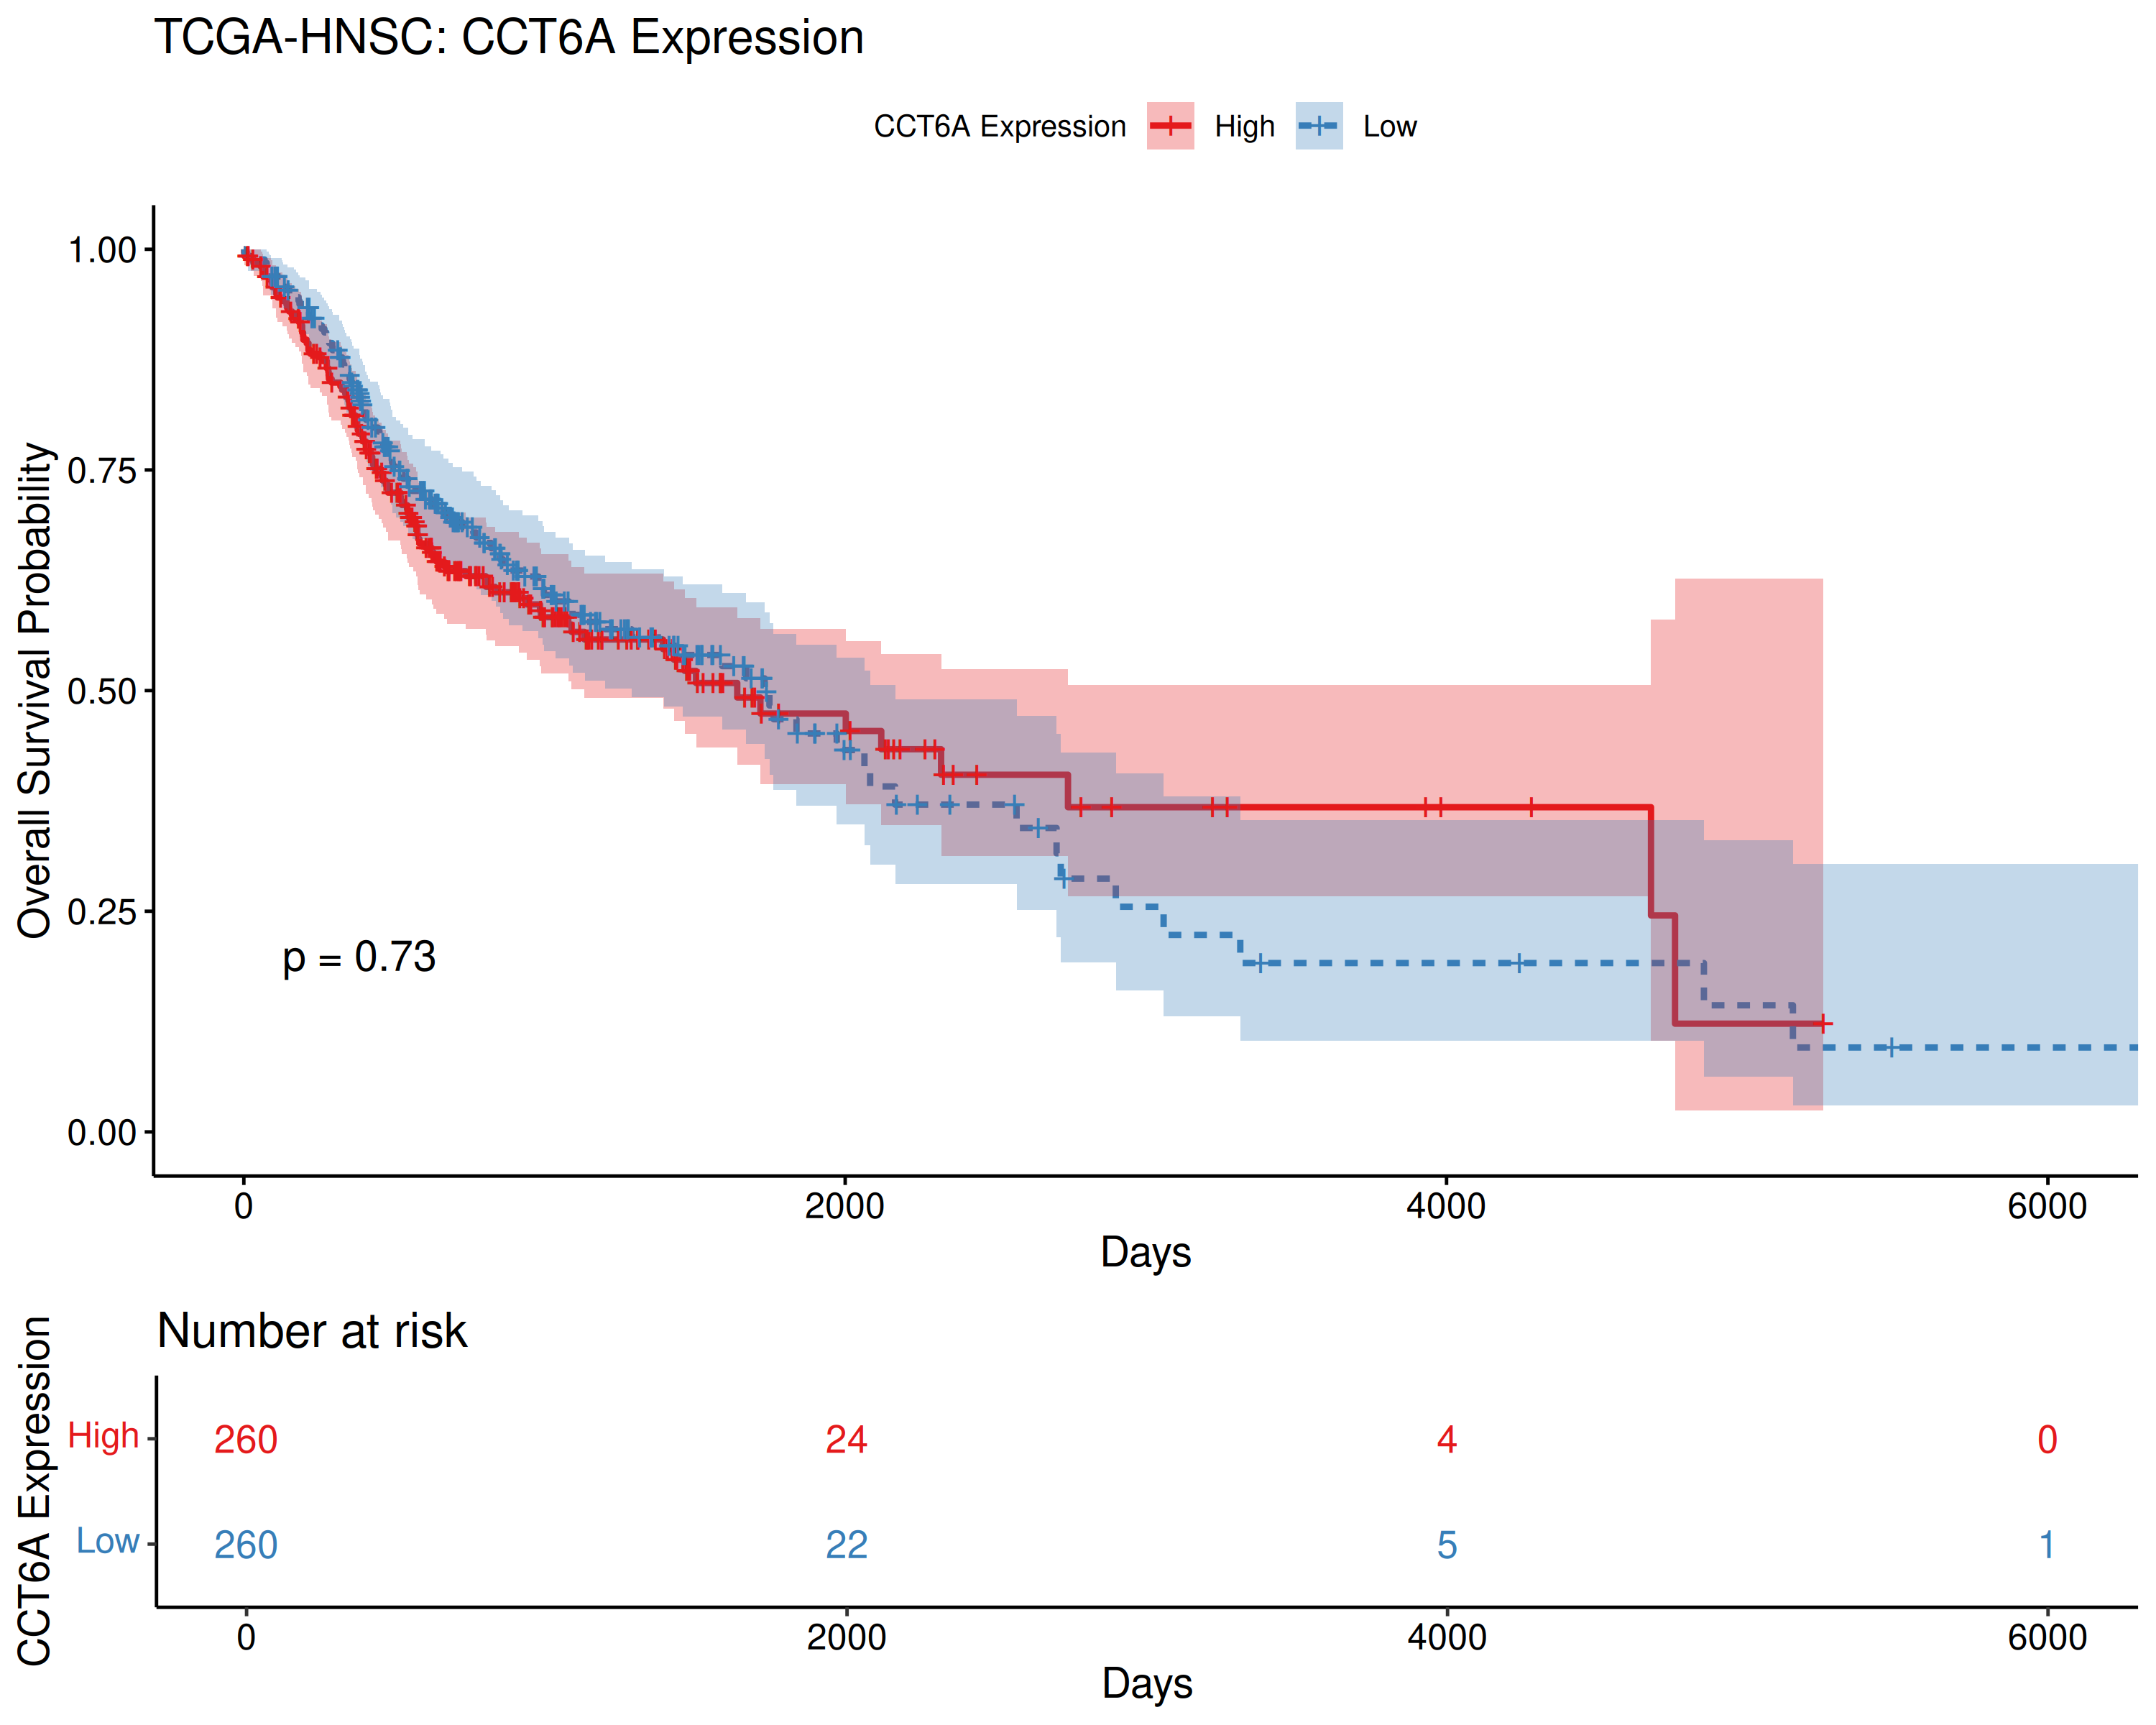 TCGA-HNSC: CCT6A Expression
CCT6A Expression High Low
Overall Survival Probability
1.00
0.75
0.50
0.25
0.00
p = 0.73
0 2000 4000 6000
Days
Number at risk
CCT6A Expression
High 260 24 4 0
Low 260 22 5 1
0 2000 4000 6000
Days